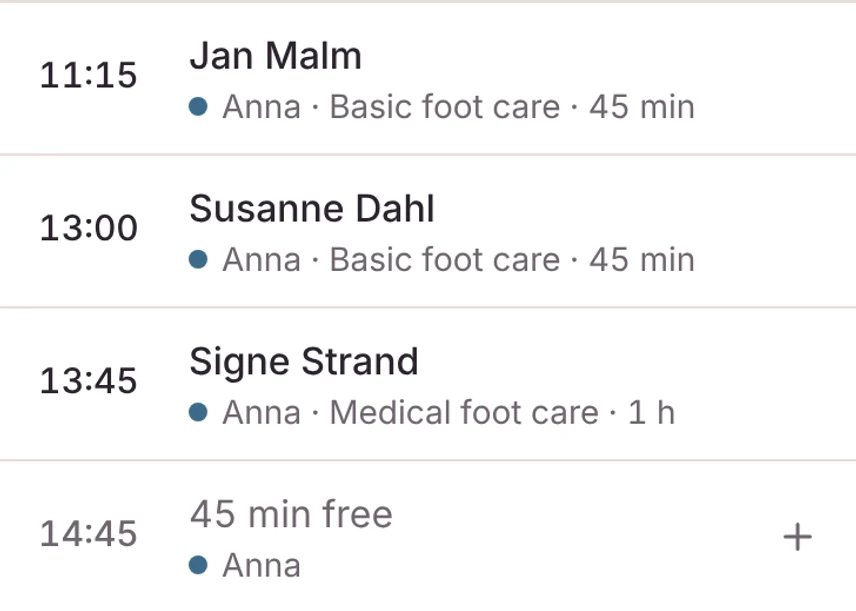 11:15
Jan Malm
Anna · Basic foot care · 45 min
13:00
Susanne Dahl
Anna · Basic foot care · 45 min
13:45
Signe Strand
Anna · Medical foot care · 1 h
14:45
45 min free
Anna
+